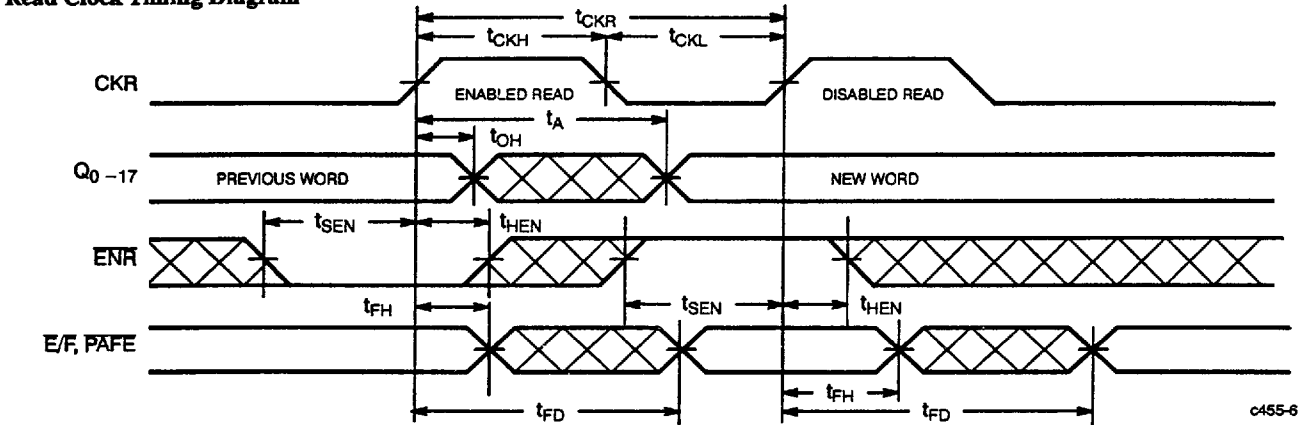 Read Clock Timing Diagram
tCKR
tCKH
tCKL
CKR
ENABLED READ
DISABLED READ
tA
tOH
Q0 –17
PREVIOUS WORD
NEW WORD
tSEN
tHEN
ENR
tFH
tSEN
tHEN
E/F, PAFE
tFH
tFD
tFD
c455-6